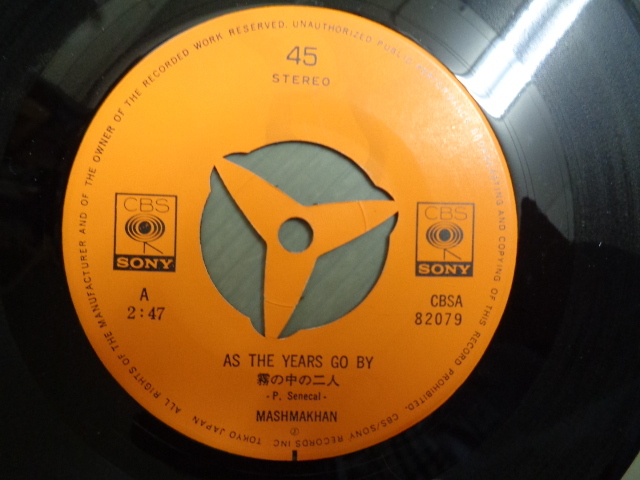 45
STEREO
CBS
SONY
CBS
SONY
A
2:47
CBSA
82079
AS THE YEARS GO BY
霧の中の二人
- P. Senecal -
MASHMAKHAN
Ⓟ
ALL RIGHTS OF THE MANUFACTURER AND OF THE OWNER OF THE RECORDED WORK RESERVED. UNAUTHORIZED PUBLIC COPYING AND COPYING OF THIS RECORD PROHIBITED. CBS/SONY RECORDS INC. TOKYO JAPAN